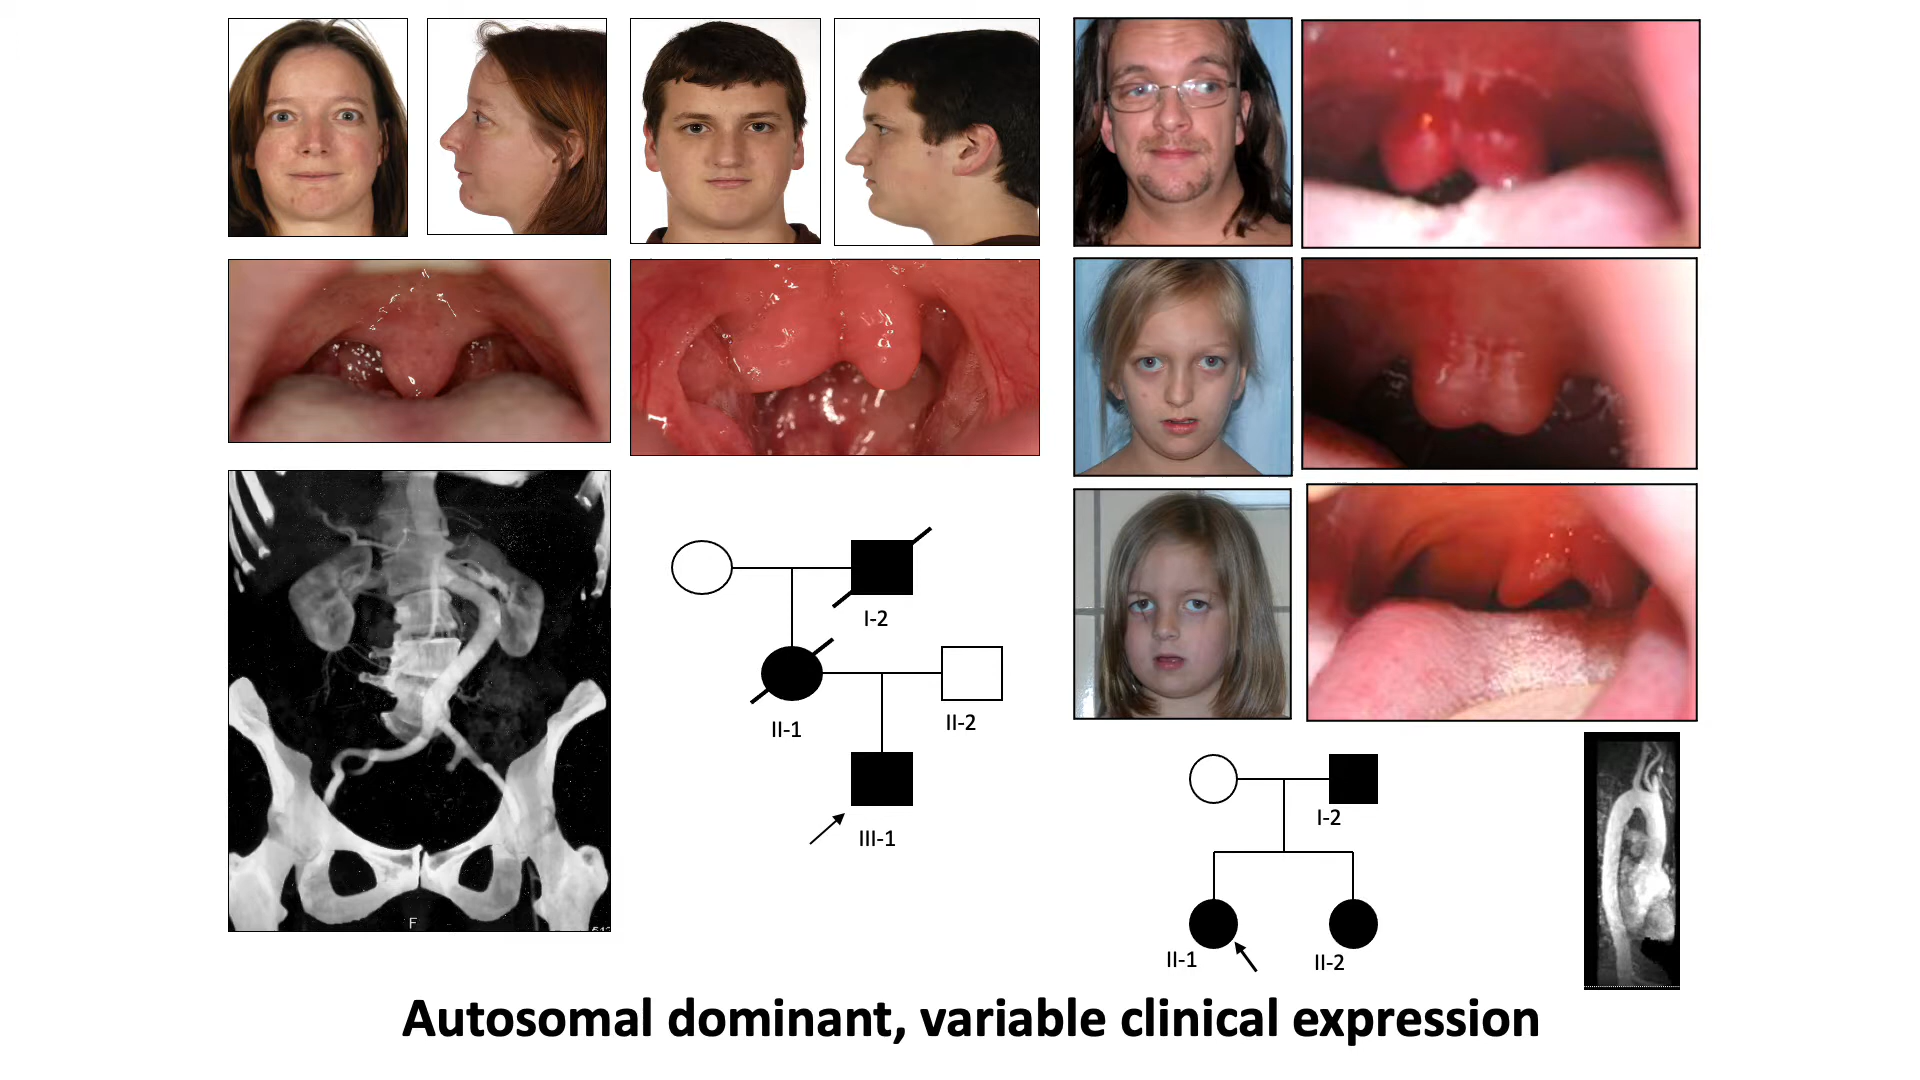 I-2
II-1
II-2
III-1
F
I-2
II-1
II-2
Autosomal dominant, variable clinical expression